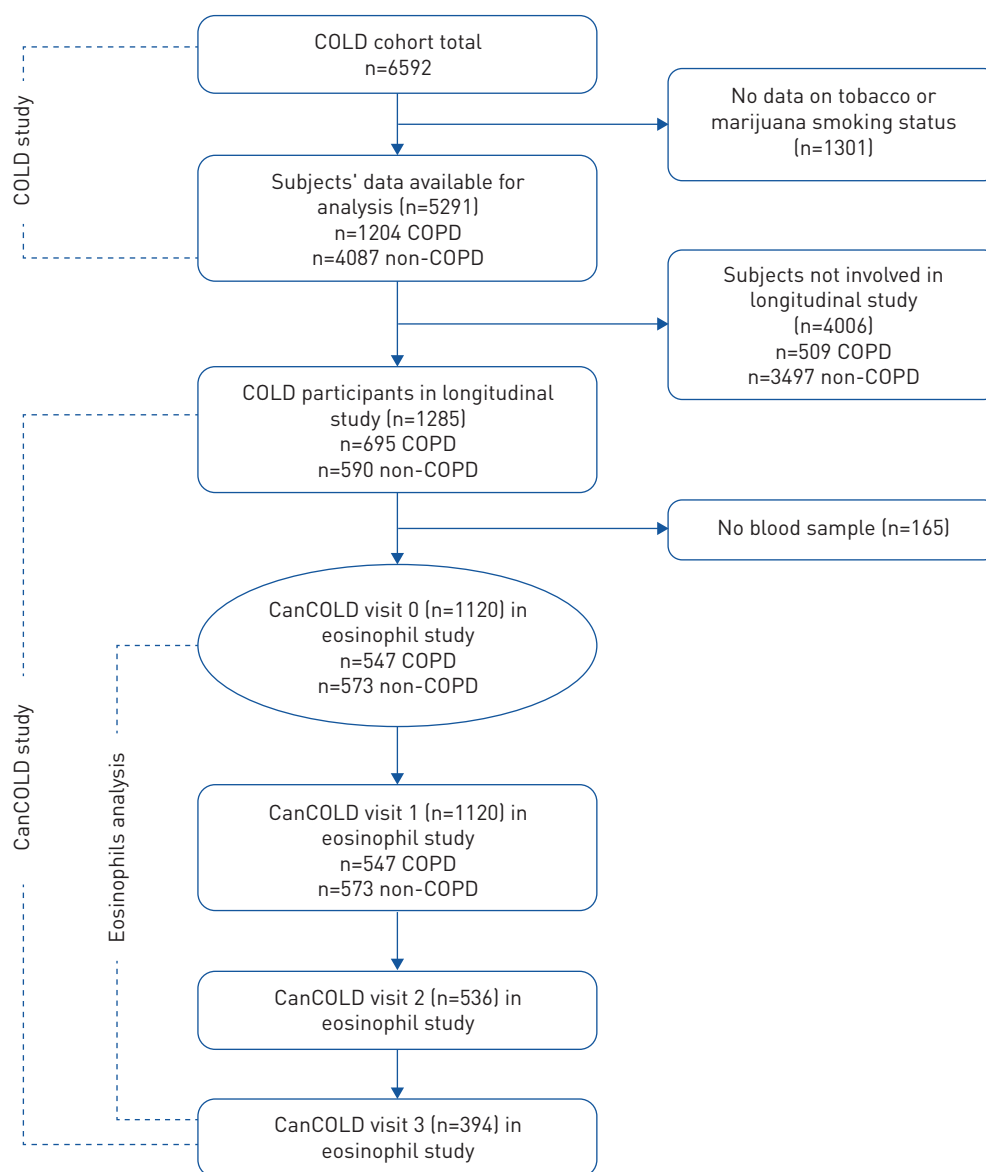 COLD cohort total
n=6592
No data on tobacco or
marijuana smoking status
(n=1301)
COLD study
Subjects' data available for
analysis (n=5291)
n=1204 COPD
n=4087 non-COPD
Subjects not involved in
longitudinal study
(n=4006)
n=509 COPD
n=3497 non-COPD
COLD participants in longitudinal
study (n=1285)
n=695 COPD
n=590 non-COPD
No blood sample (n=165)
CanCOLD visit 0 (n=1120) in
eosinophil study
n=547 COPD
n=573 non-COPD
CanCOLD study
Eosinophils analysis
CanCOLD visit 1 (n=1120) in
eosinophil study
n=547 COPD
n=573 non-COPD
CanCOLD visit 2 (n=536) in
eosinophil study
CanCOLD visit 3 (n=394) in
eosinophil study